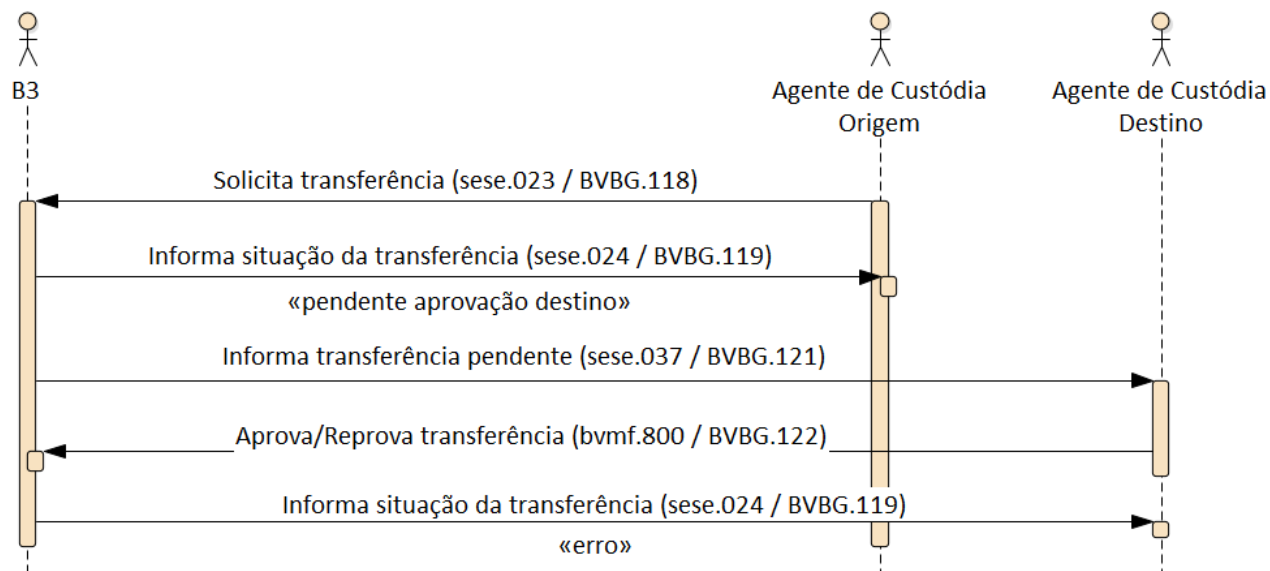 B3
Agente de Custódia
Origem
Agente de Custódia
Destino
Solicita transferência (sese.023 / BVBG.118)
Informa situação da transferência (sese.024 / BVBG.119)
«pendente aprovação destino»
Informa transferência pendente (sese.037 / BVBG.121)
Aprova/Reprova transferência (bvmf.800 / BVBG.122)
Informa situação da transferência (sese.024 / BVBG.119)
«erro»